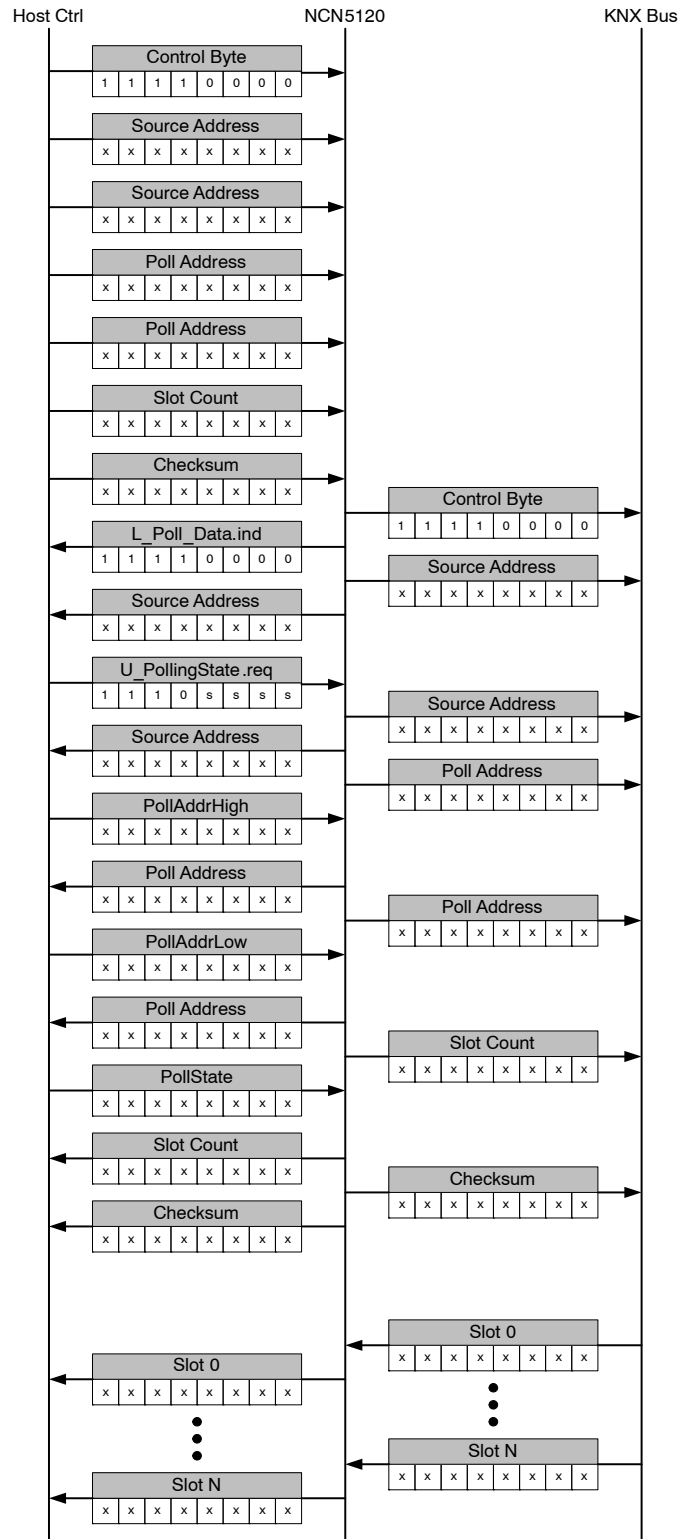 Host Ctrl NCN5120 KNX Bus
Control Byte
1 1 1 1 0 0 0 0
Source Address
x x x x x x x x
Source Address
x x x x x x x x
Poll Address
x x x x x x x x
Poll Address
x x x x x x x x
Slot Count
x x x x x x x x
Checksum
x x x x x x x x
Control Byte
1 1 1 1 0 0 0 0
L_Poll_Data.ind
1 1 1 1 0 0 0 0
Source Address
x x x x x x x x
Source Address
x x x x x x x x
U_PollingState.req
1 1 1 0 s s s s
Source Address
x x x x x x x x
Source Address
x x x x x x x x
Poll Address
x x x x x x x x
PollAddrHigh
x x x x x x x x
Poll Address
x x x x x x x x
Poll Address
x x x x x x x x
PollAddrLow
x x x x x x x x
Poll Address
x x x x x x x x
Slot Count
x x x x x x x x
PollState
x x x x x x x x
Slot Count
x x x x x x x x
Checksum
x x x x x x x x
Checksum
x x x x x x x x
Slot 0
x x x x x x x x
Slot 0
x x x x x x x x
Slot N
x x x x x x x x
Slot N
x x x x x x x x